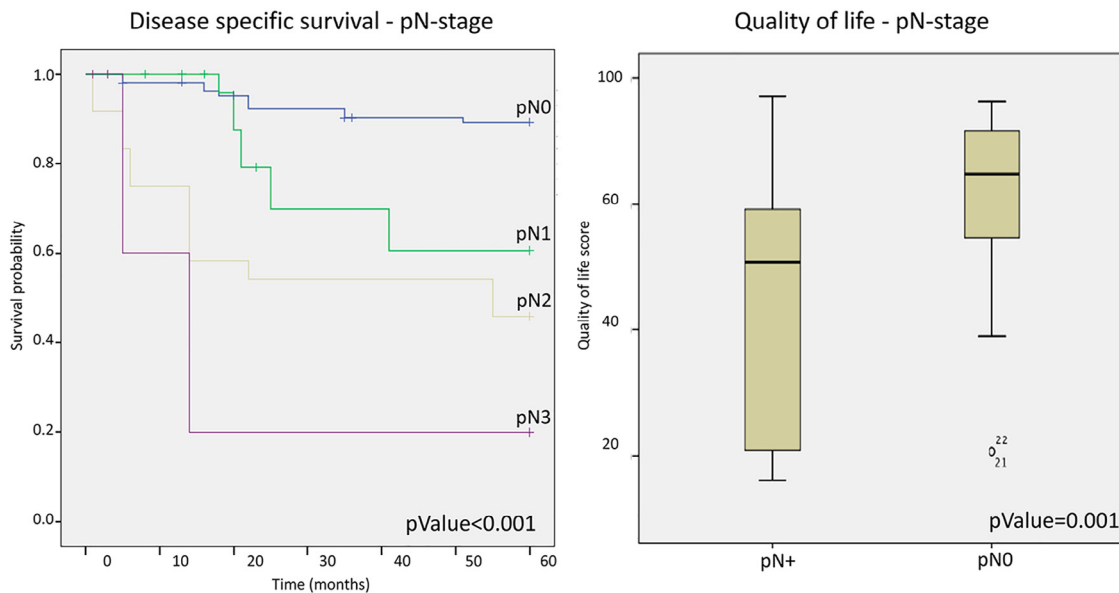 Disease specific survival - pN-stage
1.0
0.8
0.6
0.4
0.2
0.0
Survival probability
pN0
pN1
pN2
pN3
pValue<0.001
0 10 20 30 40 50 60
Time (months)
Quality of life - pN-stage
100
60
40
20
Quality of life score
22
21
pValue=0.001
pN+ pN0